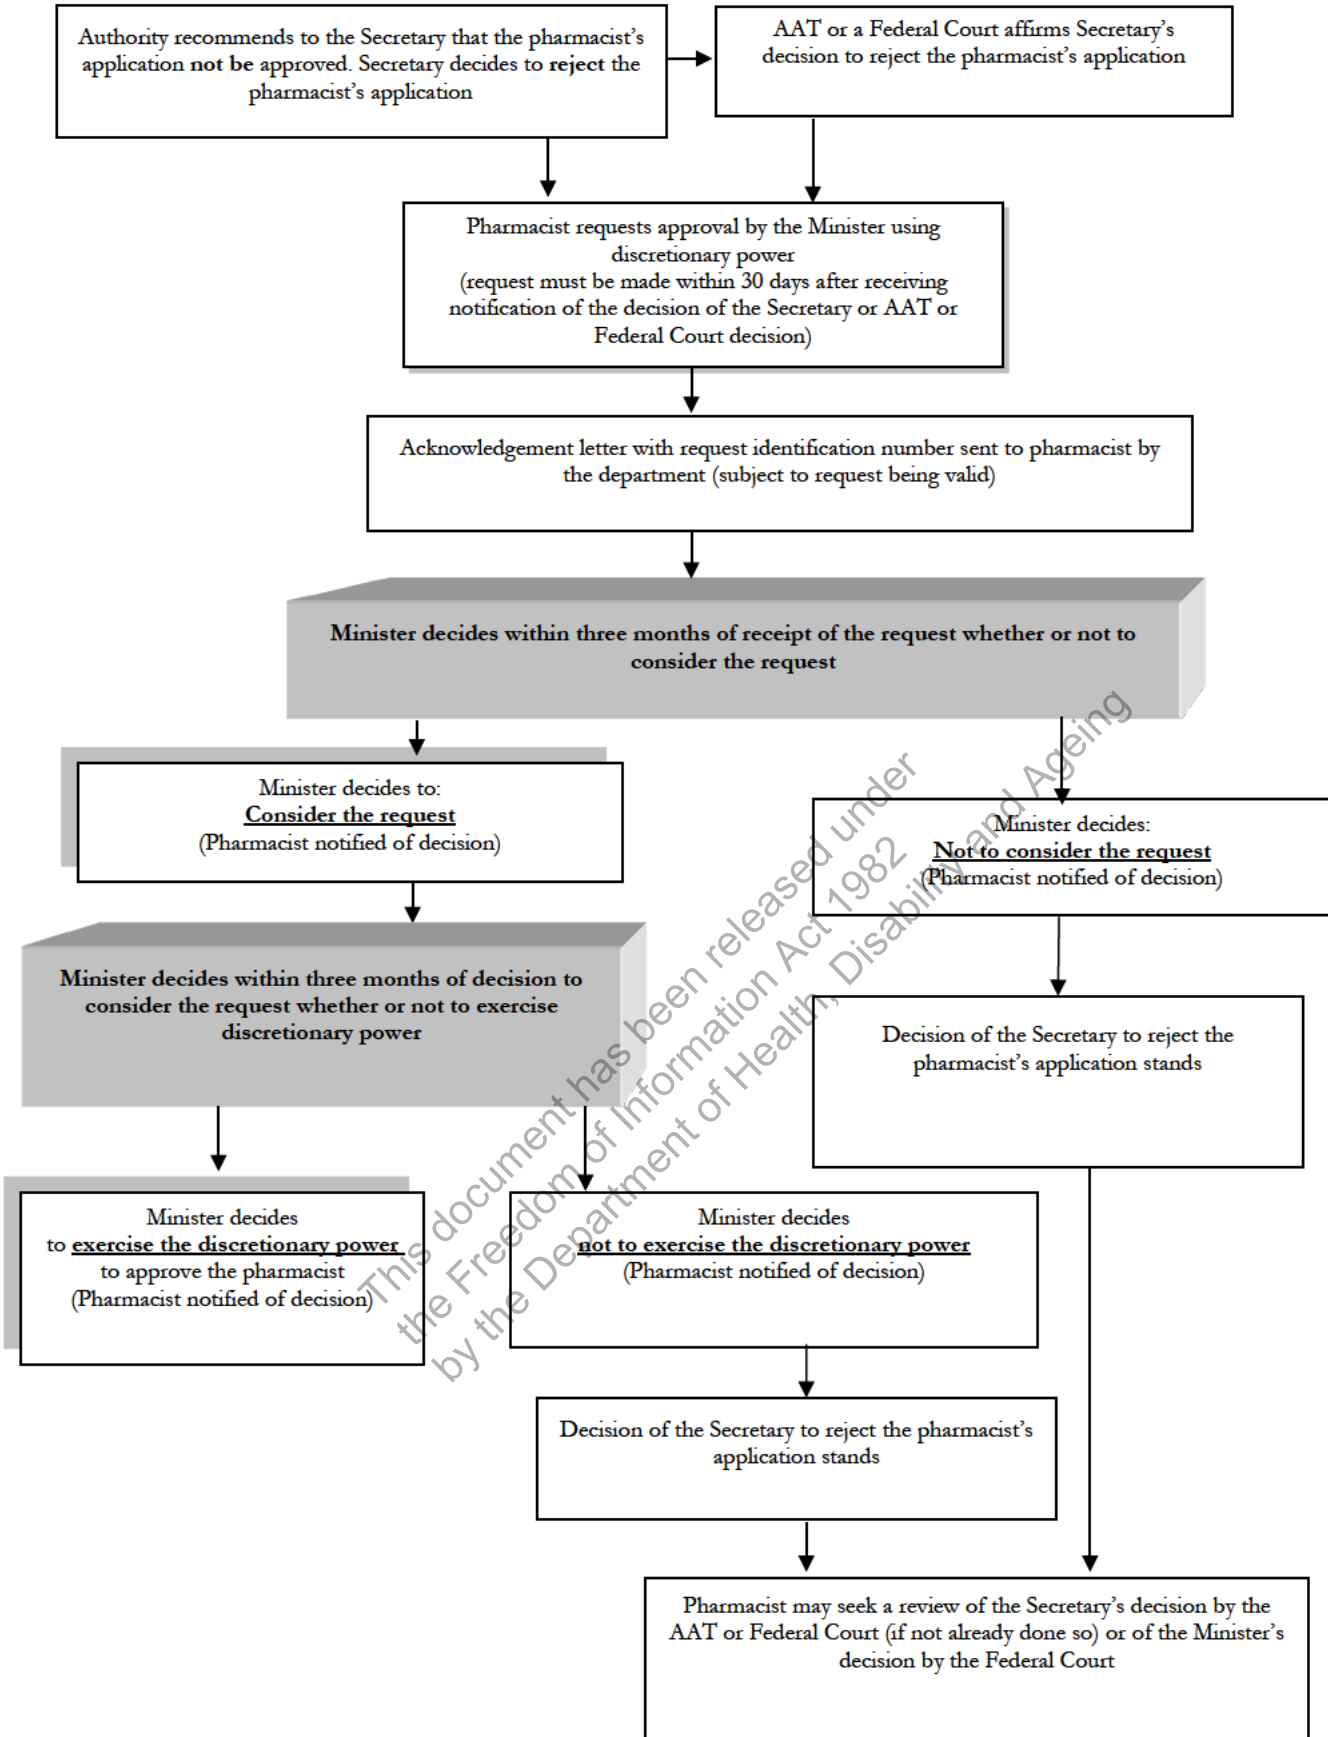 Authority recommends to the Secretary that the pharmacist's
application not be approved. Secretary decides to reject the
pharmacist's application
AAT or a Federal Court affirms Secretary's
decision to reject the pharmacist's application
Pharmacist requests approval by the Minister using
discretionary power
(request must be made within 30 days after receiving
notification of the decision of the Secretary or AAT or
Federal Court decision)
Acknowledgement letter with request identification number sent to pharmacist by
the department (subject to request being valid)
Minister decides within three months of receipt of the request whether or not to
consider the request
Minister decides to:
Consider the request
(Pharmacist notified of decision)
Minister decides:
Not to consider the request
(Pharmacist notified of decision)
Minister decides within three months of decision to
consider the request whether or not to exercise
discretionary power
Decision of the Secretary to reject the
pharmacist's application stands
Minister decides
to exercise the discretionary power
to approve the pharmacist
(Pharmacist notified of decision)
Minister decides
not to exercise the discretionary power
(Pharmacist notified of decision)
Decision of the Secretary to reject the pharmacist's
application stands
Pharmacist may seek a review of the Secretary's decision by the
AAT or Federal Court (if not already done so) or of the Minister's
decision by the Federal Court
This document has been released under
the Freedom of Information Act 1982
by the Department of Health, Disability and Ageing